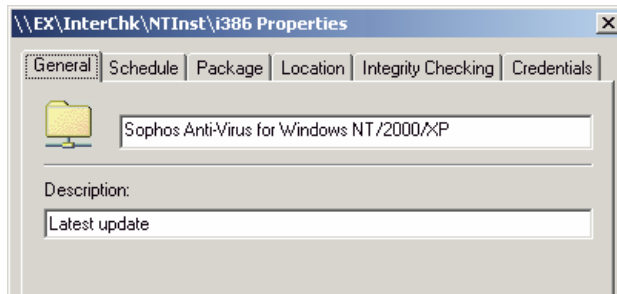 \\EX\InterChk\NTInst\i386 Properties
General Schedule Package Location Integrity Checking Credentials
Sophos Anti-Virus for Windows NT/2000/XP
Description:
Latest update